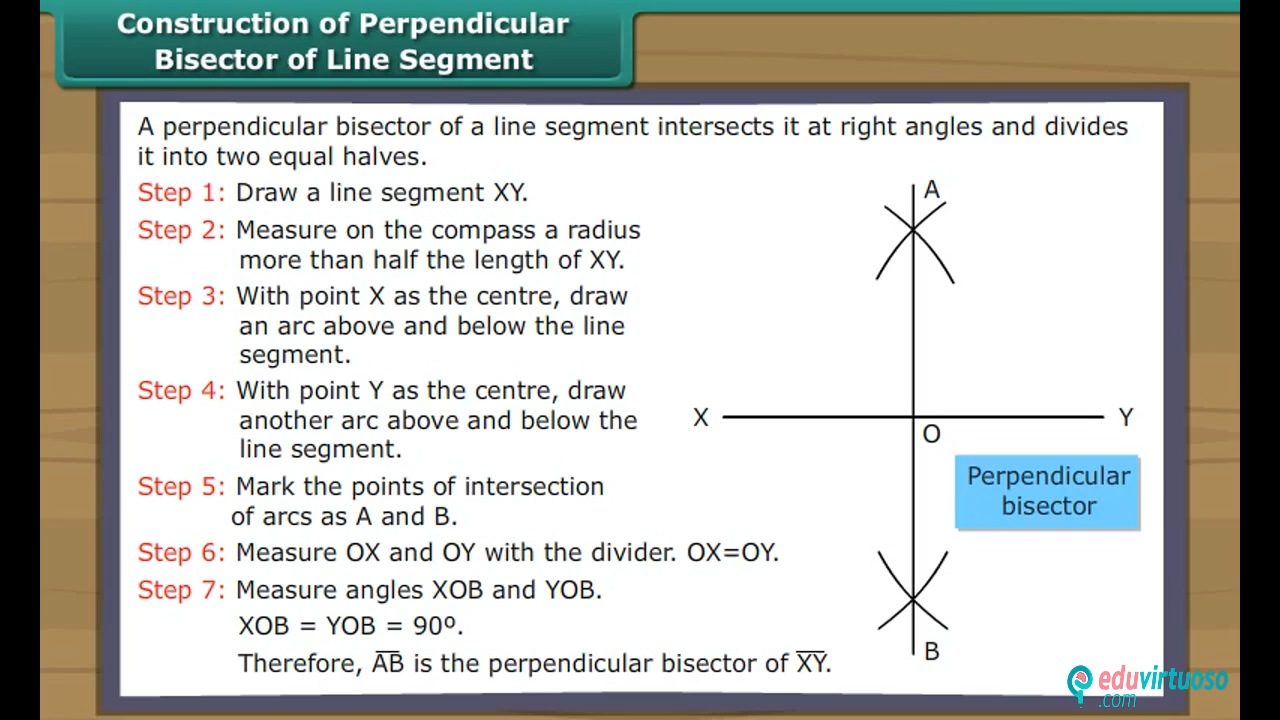 Construction of Perpendicular
Bisector of Line Segment
A perpendicular bisector of a line segment intersects it at right angles and divides
it into two equal halves.
Step 1: Draw a line segment XY.
Step 2: Measure on the compass a radius
more than half the length of XY.
Step 3: With point X as the centre, draw
an arc above and below the line
segment.
Step 4: With point Y as the centre, draw
another arc above and below the
line segment.
Step 5: Mark the points of intersection
of arcs as A and B.
Step 6: Measure OX and OY with the divider. OX=OY.
Step 7: Measure angles XOB and YOB.
XOB = YOB = 90º.
Therefore, A̅B̅ is the perpendicular bisector of X̅Y̅.
A
X
Y
O
Perpendicular
bisector
B
eduvirtuoso
.com